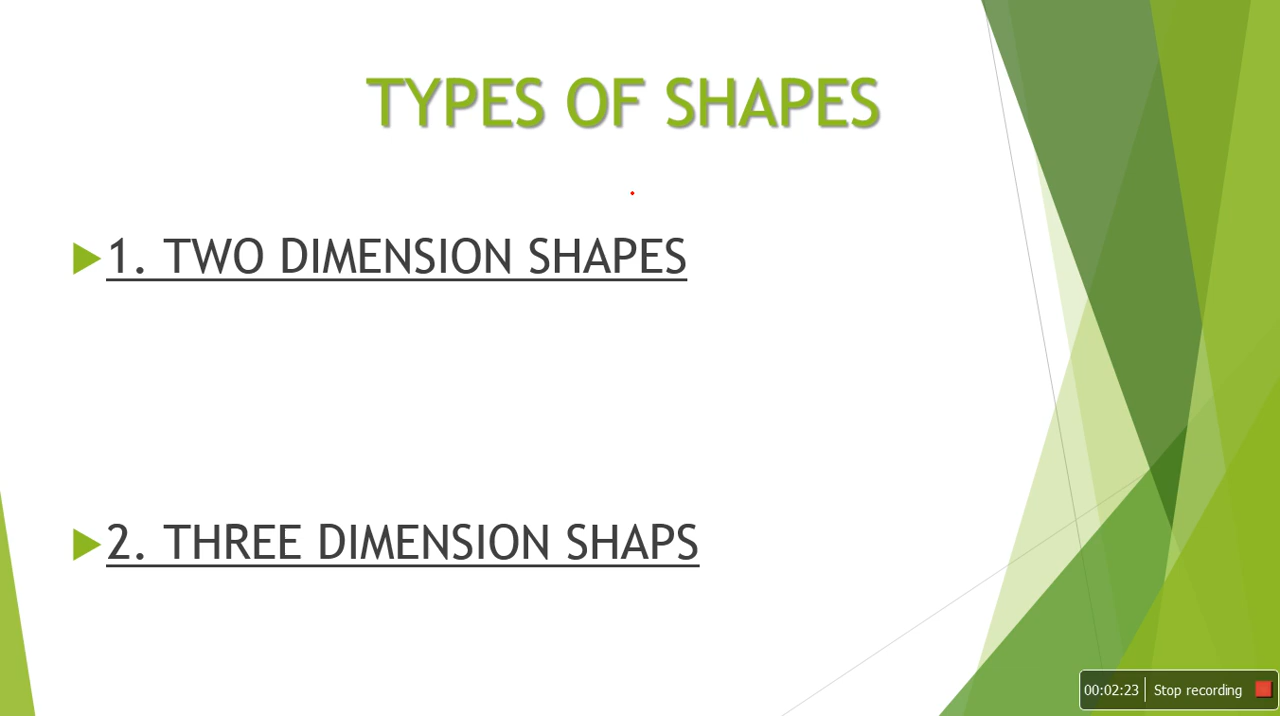 TYPES OF SHAPES
1. TWO DIMENSION SHAPES
2. THREE DIMENSION SHAPS
00:02:23 Stop recording